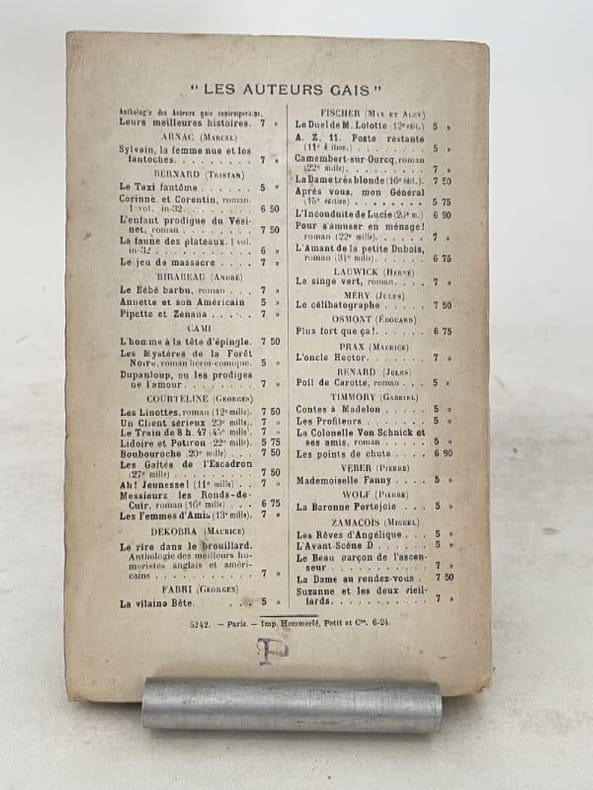 “ LES AUTEURS GAIS ”
Anthologie des Auteurs gais contemporains.
Leurs meilleures histoires. 7 »
ARNAC (MARCEL)
Sylvain, la femme nue et les
fantoches. . . . . . . . . 7 »
BERNARD (TRISTAN)
Le Taxi fantôme . . . . . 5 »
Corinne et Corentin, roman.
1 vol. in-32. . . . . . . . . 6 50
L'enfant prodigue du Vési-
net, roman . . . . . . . . . 7 50
La faune des plateaux. 1 vol.
in-32 . . . . . . . . . . . . 6 »
Le jeu de massacre . . . . 7 »
BIRABEAU (ANDRÉ)
Le Bébé barbu, roman . . . 7 »
Annette et son Américain 5 »
Pipette et Zénana . . . . . 7 »
CAMI
L'homme à la tête d'épingle. 7 50
Les Mystères de la Forêt
Noire, roman héroï-comique. 5 »
Dupanloup, ou les prodiges
de l'amour. . . . . . . . . . 7 »
COURTELINE (GEORGES)
Les Linottes, roman (12e mille). 7 50
Un Client sérieux (23e mille). . 7 »
Le Train de 8 h. 47 (45e mille). 7 »
Lidoire et Potiron (22e mille). 5 75
Boubouroche (20e mille) . . . 7 50
Les Gaîtés de l'Escadron
(27e mille) . . . . . . . . . 7 50
Ah! Jeunesse! (11e mille) . . 7 »
Messieurs les Ronds-de-
Cuir, roman (16e mille) . . . 6 75
Les Femmes d'Amis (13e mille). 7 »
DEKOBRA (MAURICE)
Le rire dans le brouillard.
Anthologie des meilleurs hu-
moristes anglais et améri-
cains . . . . . . . . . . . . 7 »
FABRI (GEORGES)
La vilaine Bête. . . . 5 »
FISCHER (MAX ET ALEX)
Le Duel de M. Lolotte (12e édit.) 5 »
A. Z. 11. Poste restante
(11e édition.) . . . . . . . . 5 »
Camembert-sur-Ourcq, roman
(22e mille). . . . . . . . . . 7 »
La Dame très blonde (16e édit.). 7 50
Après vous, mon Général
(15e édition) . . . . . . . . 5 75
L'Inconduite de Lucie (25e m.) 6 90
Pour s'amuser en ménage!
roman (22e mille). . . . . . 7 »
L'Amant de la petite Dubois,
roman (31e mille). . . . . . 6 75
LAUWICK (HERVÉ)
Le singe vert, roman. . . . 7 »
MÉRY (JULES)
Le célibatographe . . . . . 7 50
OSMONT (ÉDOUARD)
Plus fort que ça!. . . . . . 6 75
PRAX (MAURICE)
L'oncle Hector. . . . . . . 7 »
RENARD (JULES)
Poil de Carotte, roman . . . 5 »
TIMMORY (GABRIEL)
Contes à Madelon . . . . . 5 »
Les Profiteurs . . . . . . . 5 »
La Colonelle Von Schnick et
ses amis, roman . . . . . 5 »
Les points de chute . . . . 6 90
VEBER (PIERRE)
Mademoiselle Fanny . . . . 5 »
WOLF (PIERRE)
La Baronne Portejoie . . . 5 »
ZAMACOIS (MIGUEL)
Les Rêves d'Angélique . . . 5 »
L'Avant-Scène D . . . . . . 5 »
Le Beau garçon de l'ascen-
seur . . . . . . . . . . . . 7 »
La Dame au rendez-vous . 7 50
Suzanne et les deux vieil-
lards. . . . . . . . . . . . 7 »
5242. — Paris. — Imp. Hemmerlé, Petit et Cie. 6-24.
P